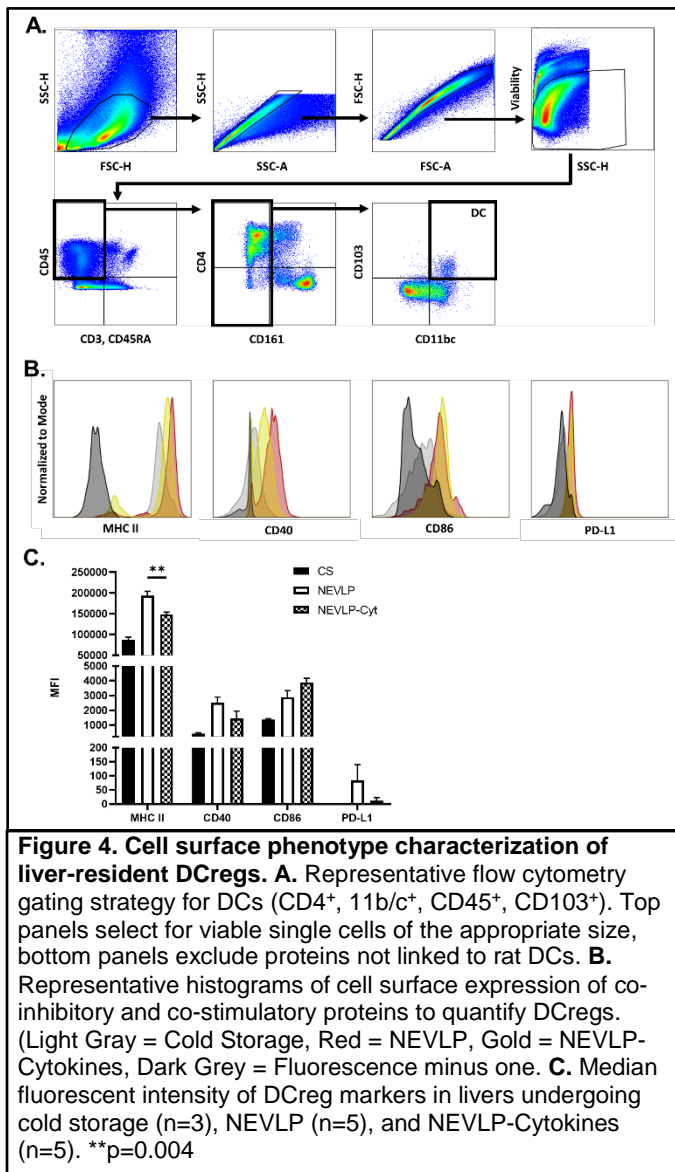 A.
SSC-H
FSC-H
SSC-H
SSC-A
FSC-H
FSC-A
Viability
SSC-H
CD45
CD3, CD45RA
CD4
CD161
CD103
DC
CD11bc
B.
Normalized to Mode
MHC II
CD40
CD86
PD-L1
C.
**
CS
NEVLP
NEVLP-Cyt
MFI
250000
200000
150000
100000
50000
5000
4000
3000
2000
1000
200
150
100
50
0
MHC II
CD40
CD86
PD-L1
Figure 4. Cell surface phenotype characterization of
liver-resident DCregs. A. Representative flow cytometry
gating strategy for DCs (CD4⁺, 11b/c⁺, CD45⁺, CD103⁺). Top
panels select for viable single cells of the appropriate size,
bottom panels exclude proteins not linked to rat DCs. B.
Representative histograms of cell surface expression of co-
inhibitory and co-stimulatory proteins to quantify DCregs.
(Light Gray = Cold Storage, Red = NEVLP, Gold = NEVLP-
Cytokines, Dark Grey = Fluorescence minus one. C. Median
fluorescent intensity of DCreg markers in livers undergoing
cold storage (n=3), NEVLP (n=5), and NEVLP-Cytokines
(n=5). **p=0.004